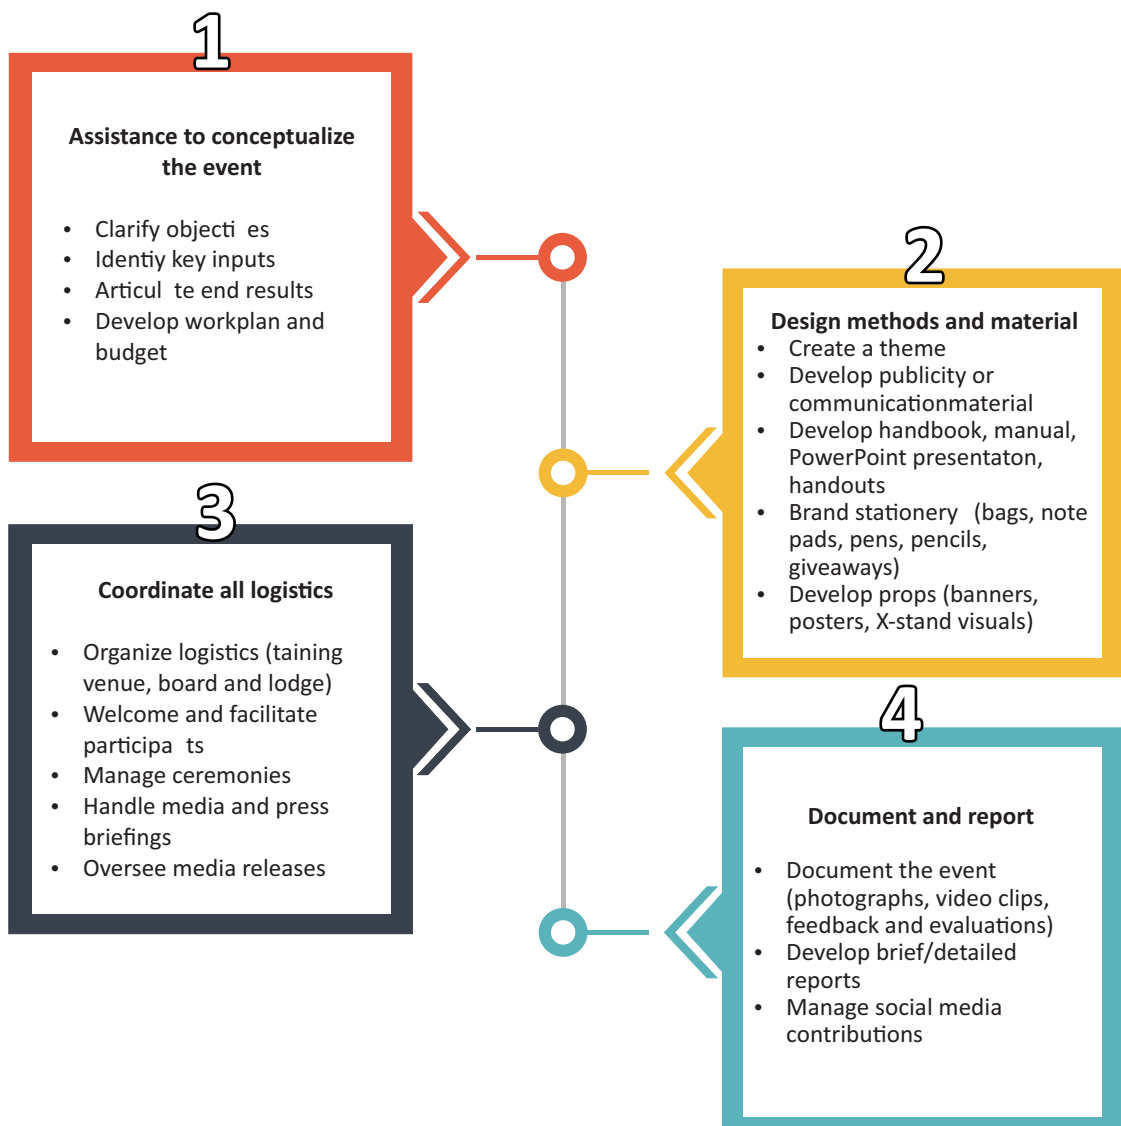 1
Assistance to conceptualize
the event
• Clarify objecti es
• Identiy key inputs
• Articul te end results
• Develop workplan and
budget
2
Design methods and material
• Create a theme
• Develop publicity or
communicationmaterial
• Develop handbook, manual,
PowerPoint presentaton,
handouts
• Brand stationery (bags, note
pads, pens, pencils,
giveaways)
• Develop props (banners,
posters, X-stand visuals)
3
Coordinate all logistics
• Organize logistics (taining
venue, board and lodge)
• Welcome and facilitate
participa ts
• Manage ceremonies
• Handle media and press
briefings
• Oversee media releases
4
Document and report
• Document the event
(photographs, video clips,
feedback and evaluations)
• Develop brief/detailed
reports
• Manage social media
contributions